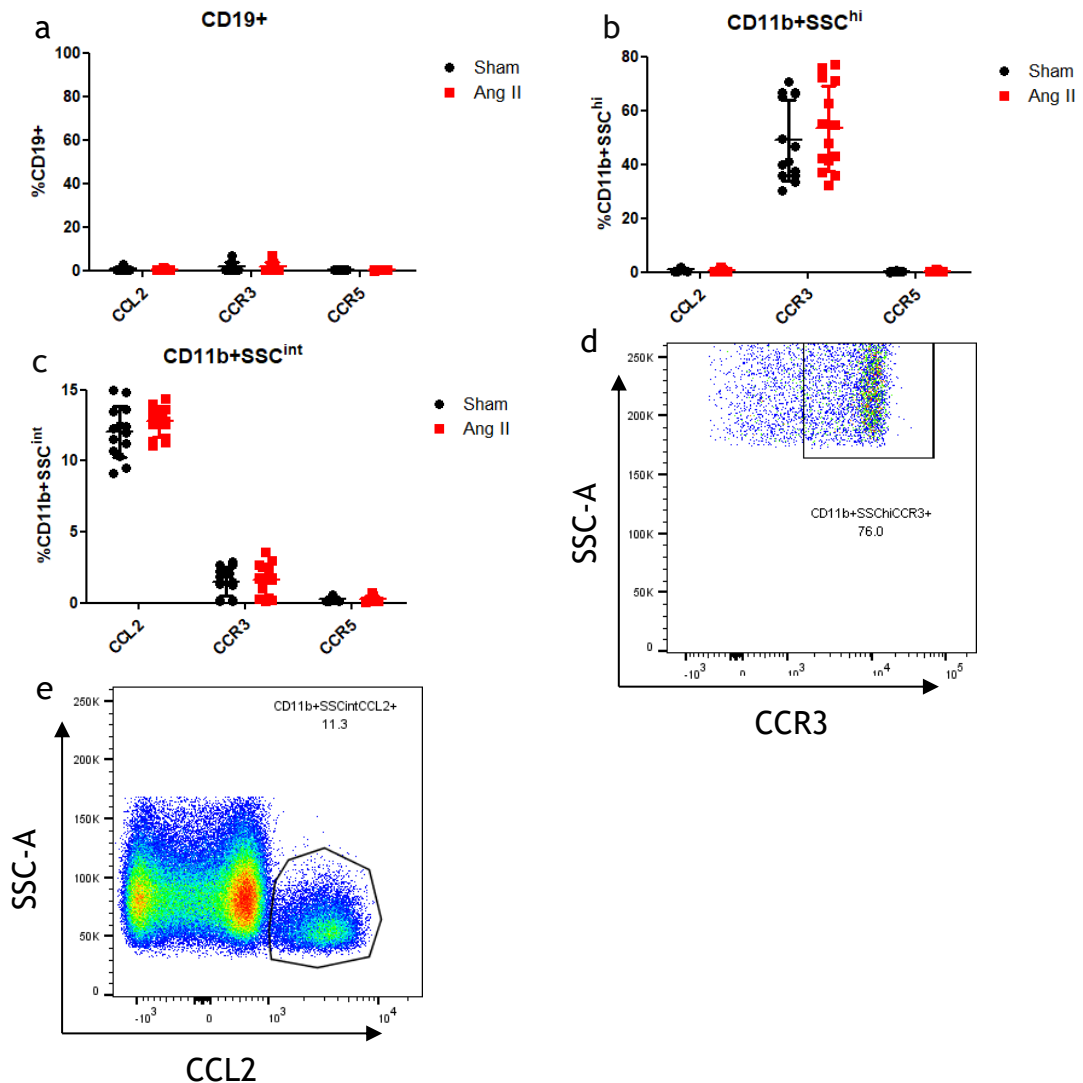 a
CD19+
100
80
60
40
20
0
%CD19+
CCL2
CCR3
CCR5
Sham
Ang II
b
CD11b+SSChi
80
60
40
20
0
%CD11b+SSChi
CCL2
CCR3
CCR5
Sham
Ang II
c
CD11b+SSCint
15
10
5
0
%CD11b+SSCint
CCL2
CCR3
CCR5
Sham
Ang II
d
250K
200K
150K
100K
50K
0
SSC-A
CD11b+SSChiCCR3+
76.0
-10³
0
10³
10⁴
10⁵
CCR3
e
250K
200K
150K
100K
50K
0
SSC-A
CD11b+SSCintCCL2+
11.3
-10³
0
10³
10⁴
CCL2